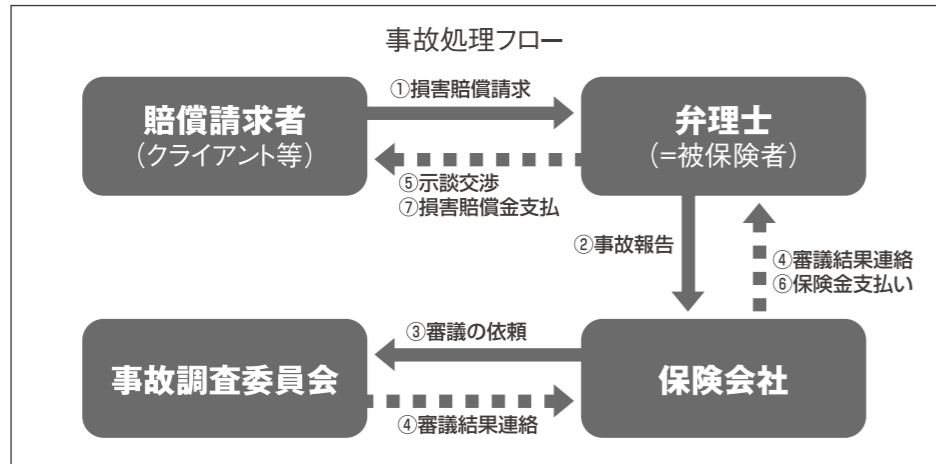 事故処理フロー
①損害賠償請求
賠償請求者
（クライアント等）
弁理士
（=被保険者）
⑤示談交渉
⑦損害賠償金支払
②事故報告
④審議結果連絡
⑥保険金支払い
③審議の依頼
事故調査委員会
保険会社
④審議結果連絡